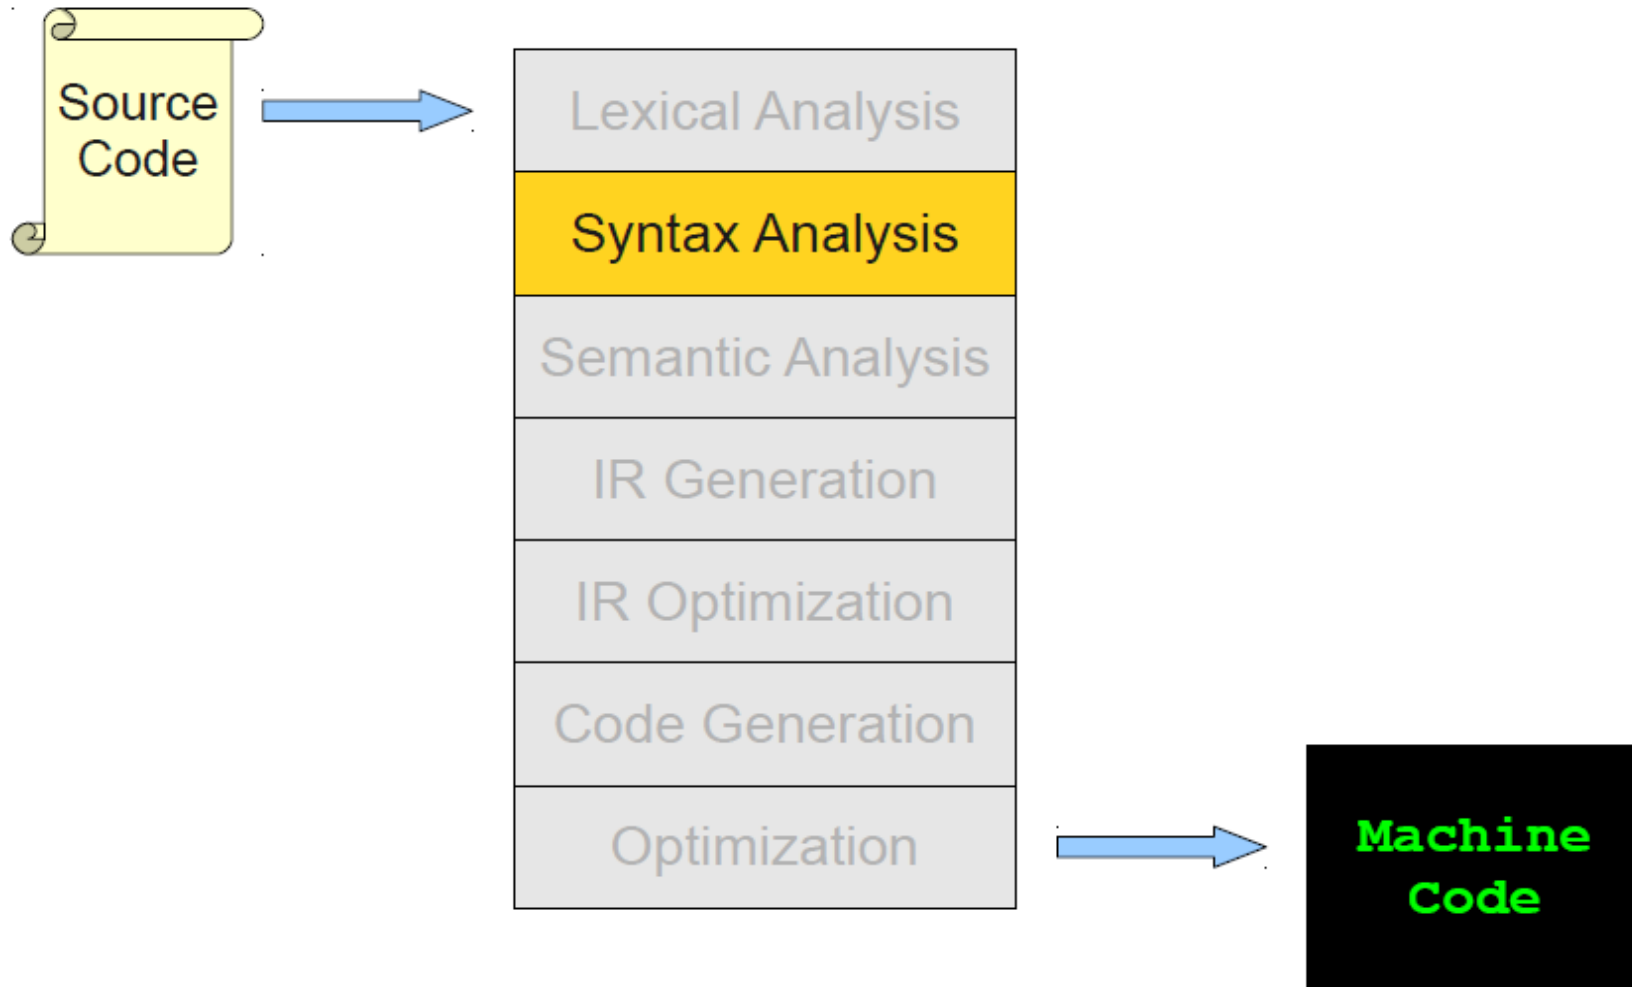 Source
Code
Lexical Analysis
Syntax Analysis
Semantic Analysis
IR Generation
IR Optimization
Code Generation
Optimization
Machine
Code